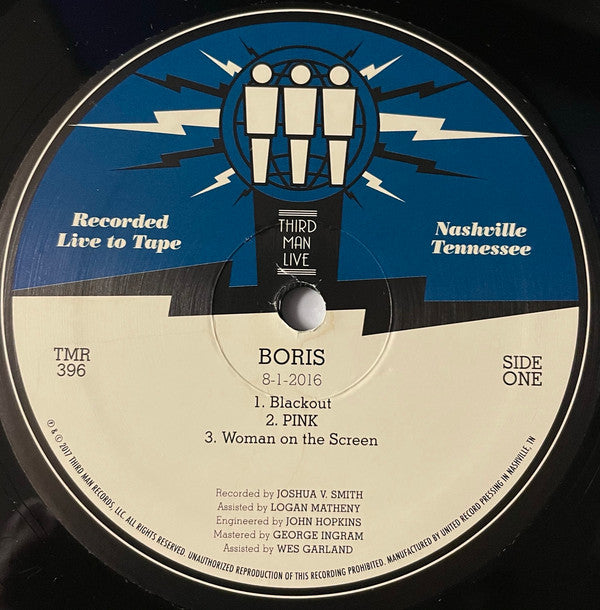 Recorded
Live to Tape
THIRD
MAN
LIVE
Nashville
Tennessee
TMR
396
BORIS
8-1-2016
1. Blackout
2. PINK
3. Woman on the Screen
SIDE
ONE
Recorded by JOSHUA V. SMITH
Assisted by LOGAN MATHENY
Engineered by JOHN HOPKINS
Mastered by GEORGE INGRAM
Assisted by WES GARLAND
℗ & © 2017 THIRD MAN RECORDS, LLC. ALL RIGHTS RESERVED. UNAUTHORIZED REPRODUCTION OF THIS RECORDING PROHIBITED. MANUFACTURED BY UNITED RECORD PRESSING IN NASHVILLE, TN